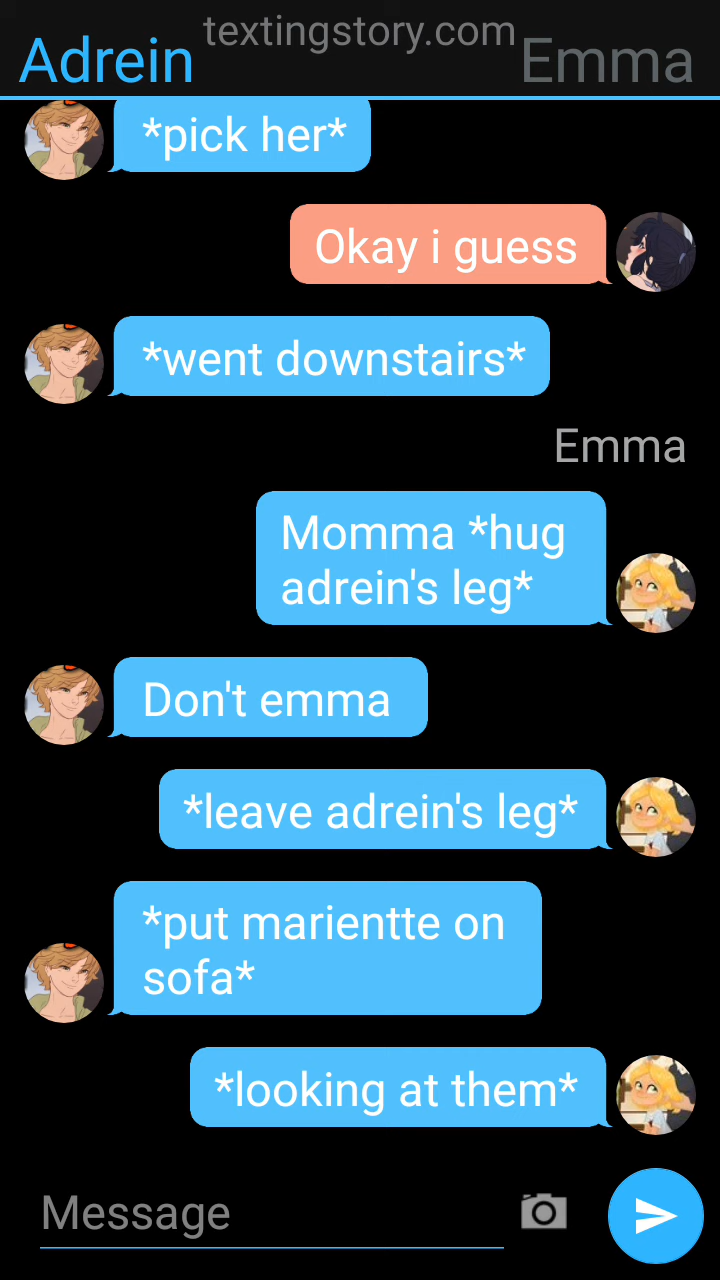 textingstory.com
Adrein
Emma
*pick her*
Okay i guess
*went downstairs*
Emma
Momma *hug
adrein's leg*
Don't emma
*leave adrein's leg*
*put marientte on
sofa*
*looking at them*
Message